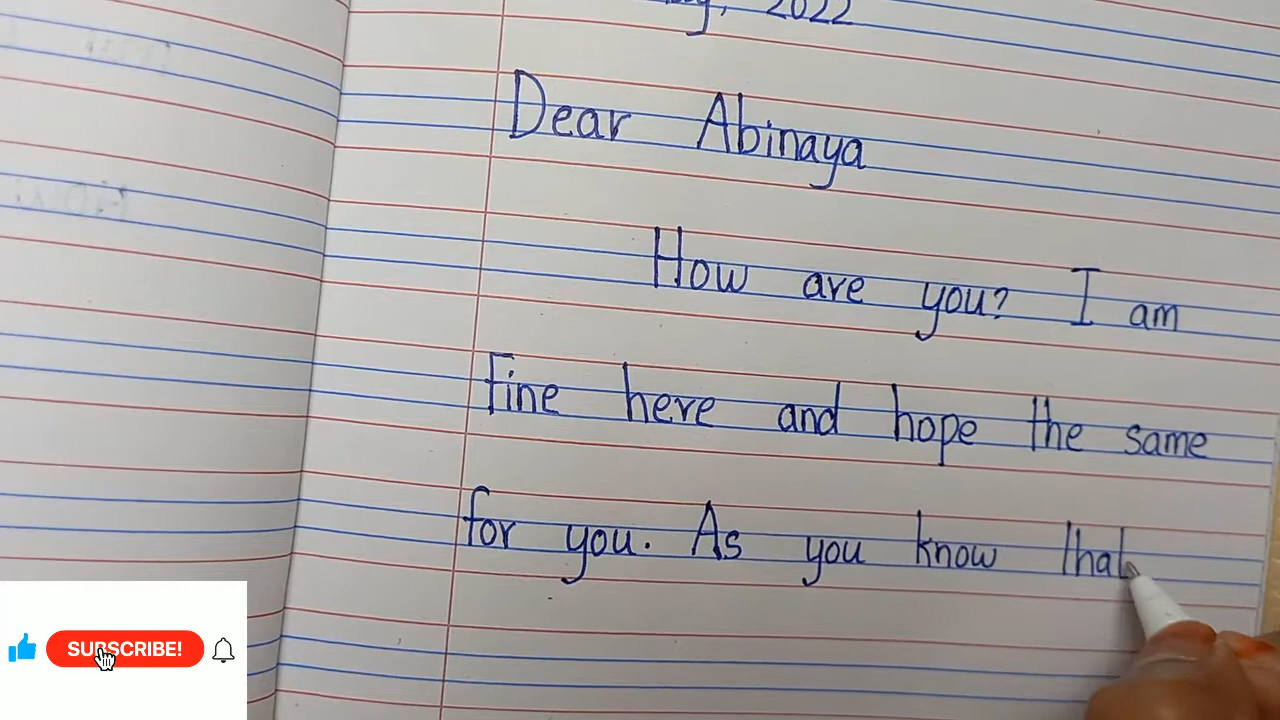 2022
Dear Abinaya
How are you? I am
fine here and hope the same
for you. As you know that
SUBSCRIBE!